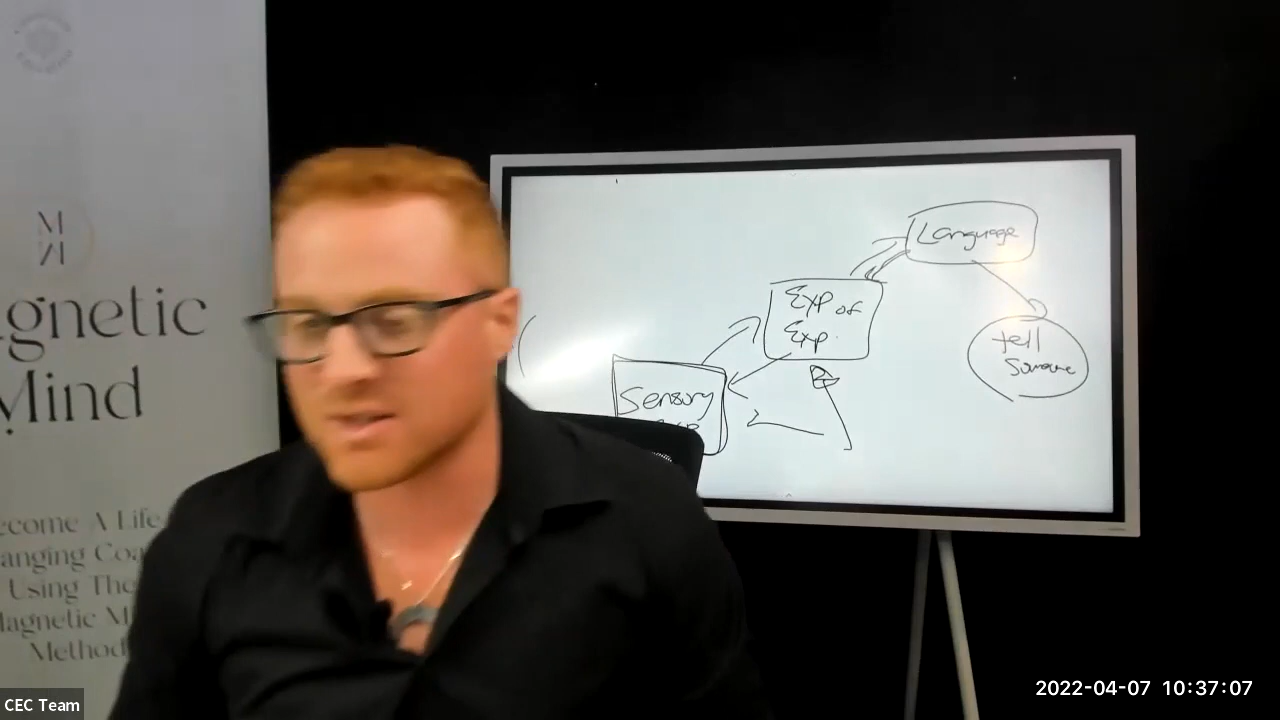 M
gnetic
Mind
ecome A Life
anging Coa
Using The
agnetic M
Method
Language
Exp of
Exp.
tell
Someone
Sensory
CEC Team
2022-04-07 10:37:07